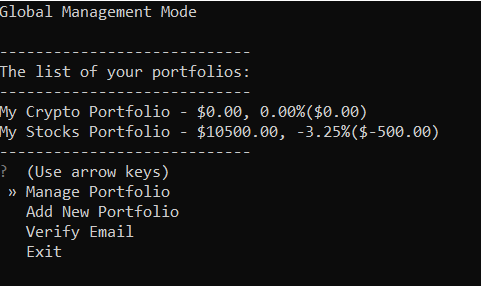 Global Management Mode
----------------------------
The list of your portfolios:
----------------------------
My Crypto Portfolio - $0.00, 0.00%($0.00)
My Stocks Portfolio - $10500.00, -3.25%($-500.00)
----------------------------
?  (Use arrow keys)
» Manage Portfolio
Add New Portfolio
Verify Email
Exit